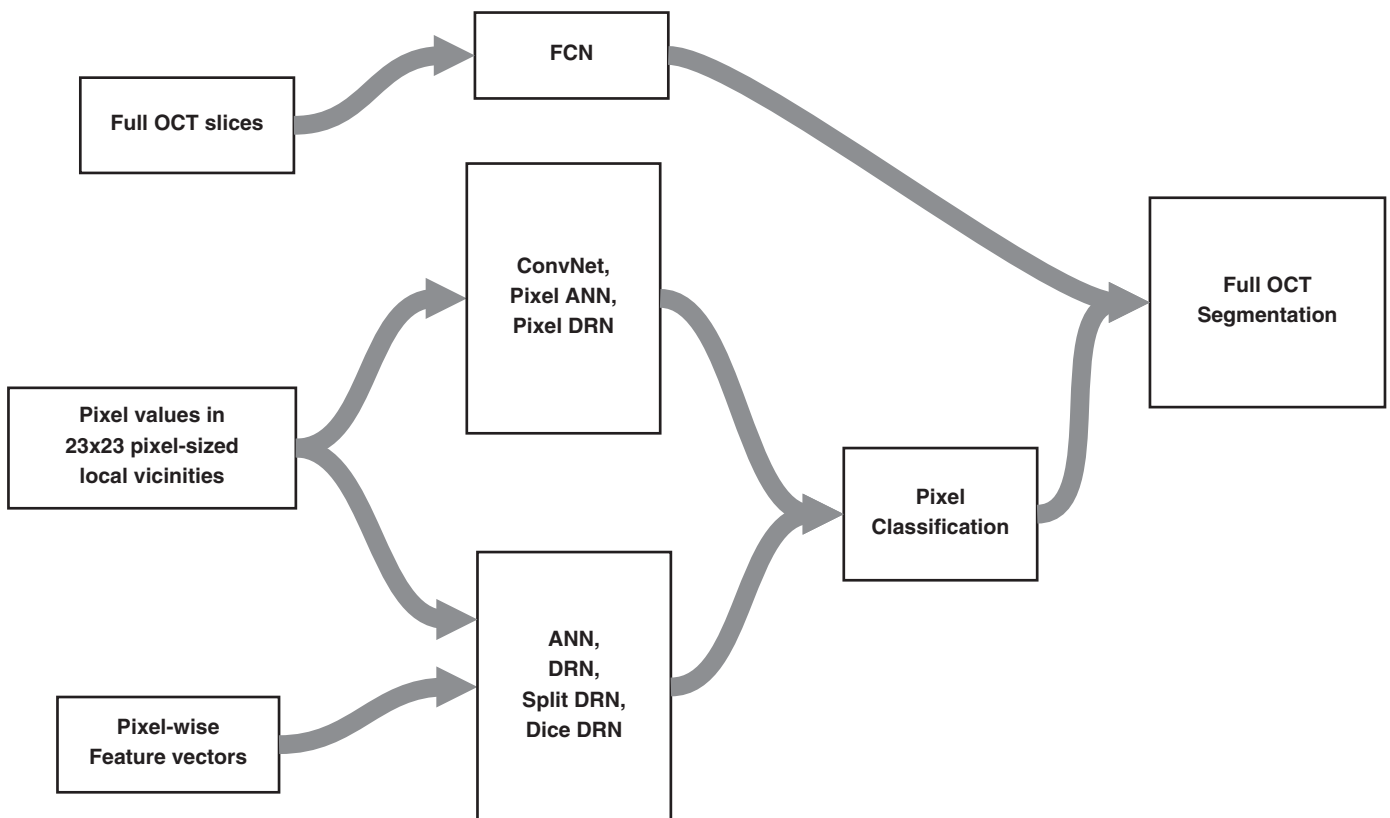 FCN
Full OCT slices
ConvNet,
Pixel ANN,
Pixel DRN
Full OCT
Segmentation
Pixel values in
23x23 pixel-sized
local vicinities
Pixel
Classification
ANN,
DRN,
Split DRN,
Dice DRN
Pixel-wise
Feature vectors